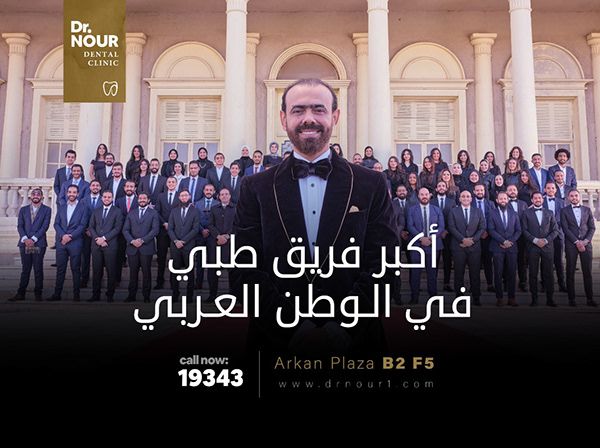 Dr.
NOUR
DENTAL
CLINIC
أكبر فريق طبي
في الوطن العربي
call now:
19343
Arkan Plaza B2 F5
www.drnour1.com